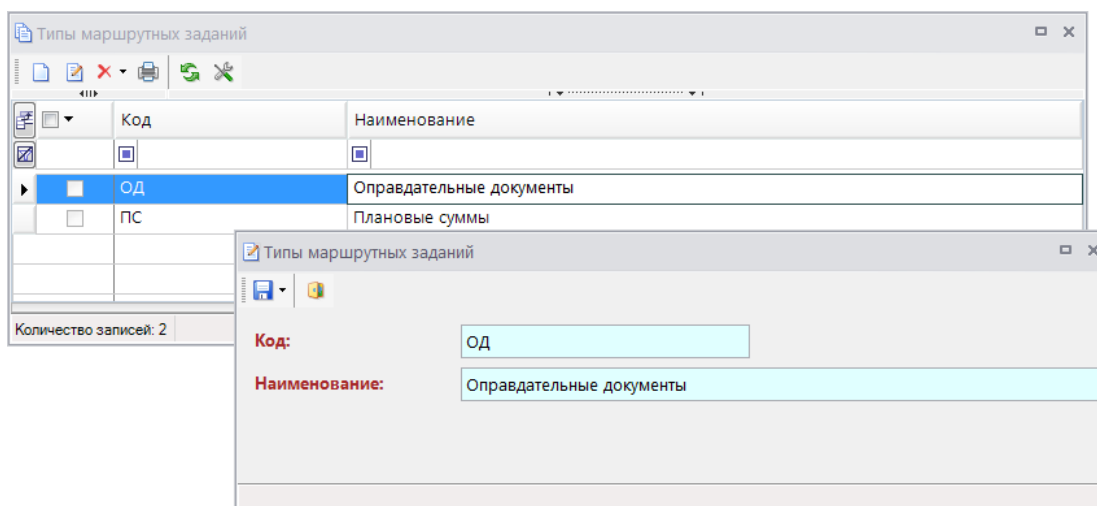 Типы маршрутных заданий
Код Наименование
ОД Оправдательные документы
ПС Плановые суммы
Количество записей: 2
Типы маршрутных заданий
Код: ОД
Наименование: Оправдательные документы